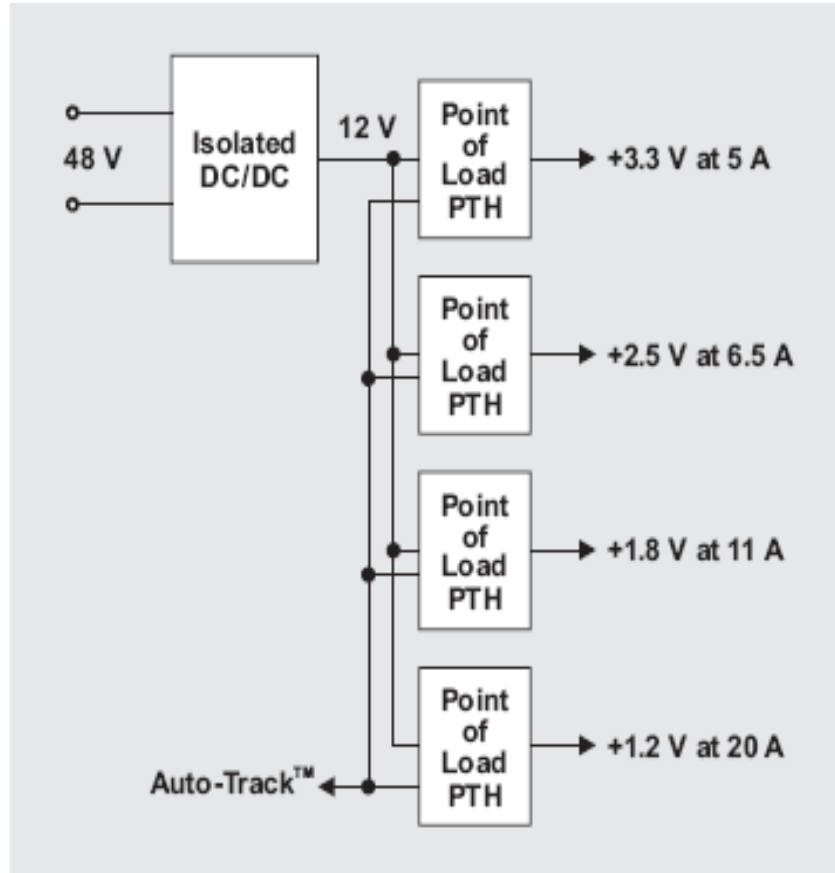 48 V
Isolated
DC/DC
12 V
Point
of
Load
PTH
+3.3 V at 5 A
Point
of
Load
PTH
+2.5 V at 6.5 A
Point
of
Load
PTH
+1.8 V at 11 A
Point
of
Load
PTH
+1.2 V at 20 A
Auto-Track™